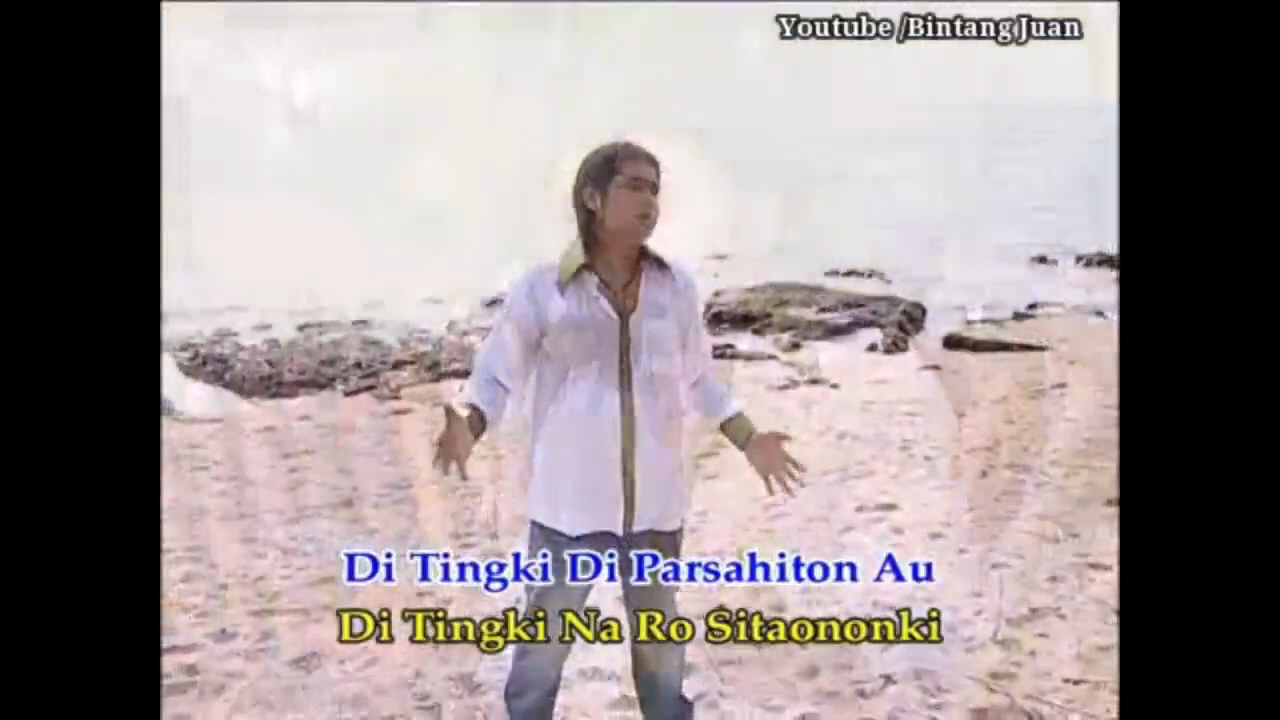 Youtube /Bintang Juan
Di Tingki Di Parsahiton Au
Di Tingki Na Ro Sitaononki